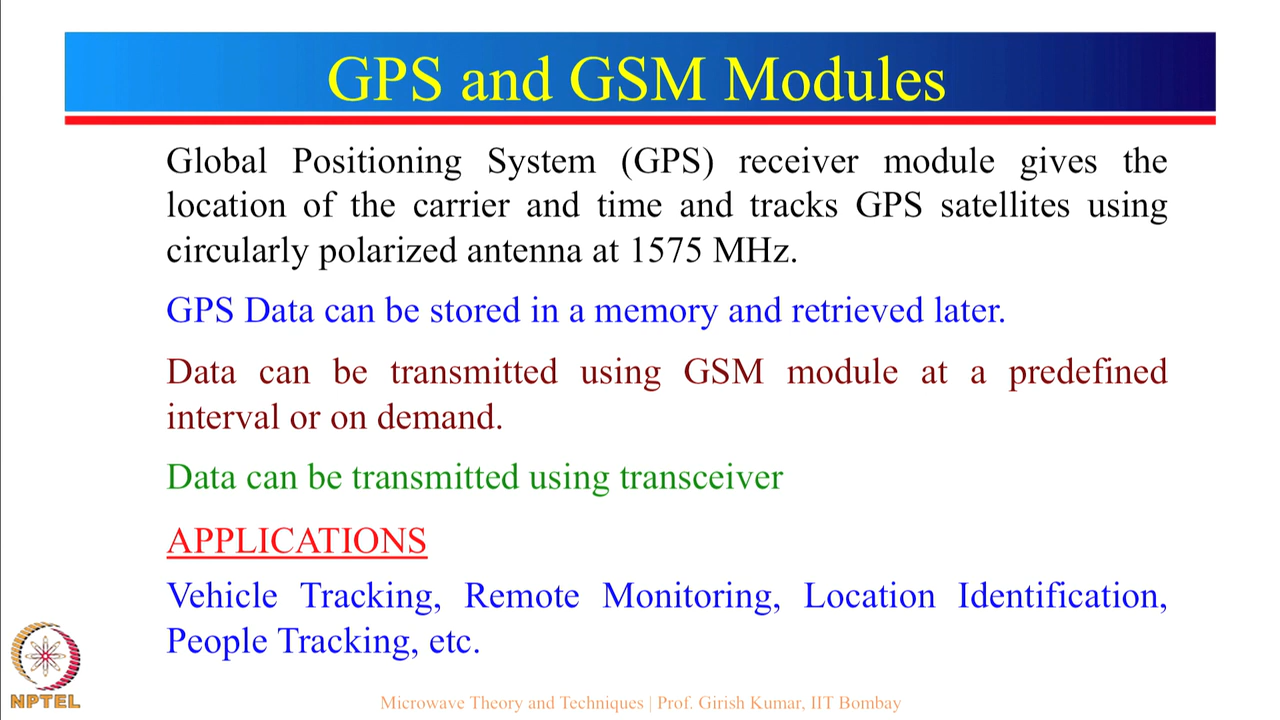 GPS and GSM Modules
Global Positioning System (GPS) receiver module gives the
location of the carrier and time and tracks GPS satellites using
circularly polarized antenna at 1575 MHz.
GPS Data can be stored in a memory and retrieved later.
Data can be transmitted using GSM module at a predefined
interval or on demand.
Data can be transmitted using transceiver
APPLICATIONS
Vehicle Tracking, Remote Monitoring, Location Identification,
People Tracking, etc.
NPTEL
Microwave Theory and Techniques | Prof. Girish Kumar, IIT Bombay